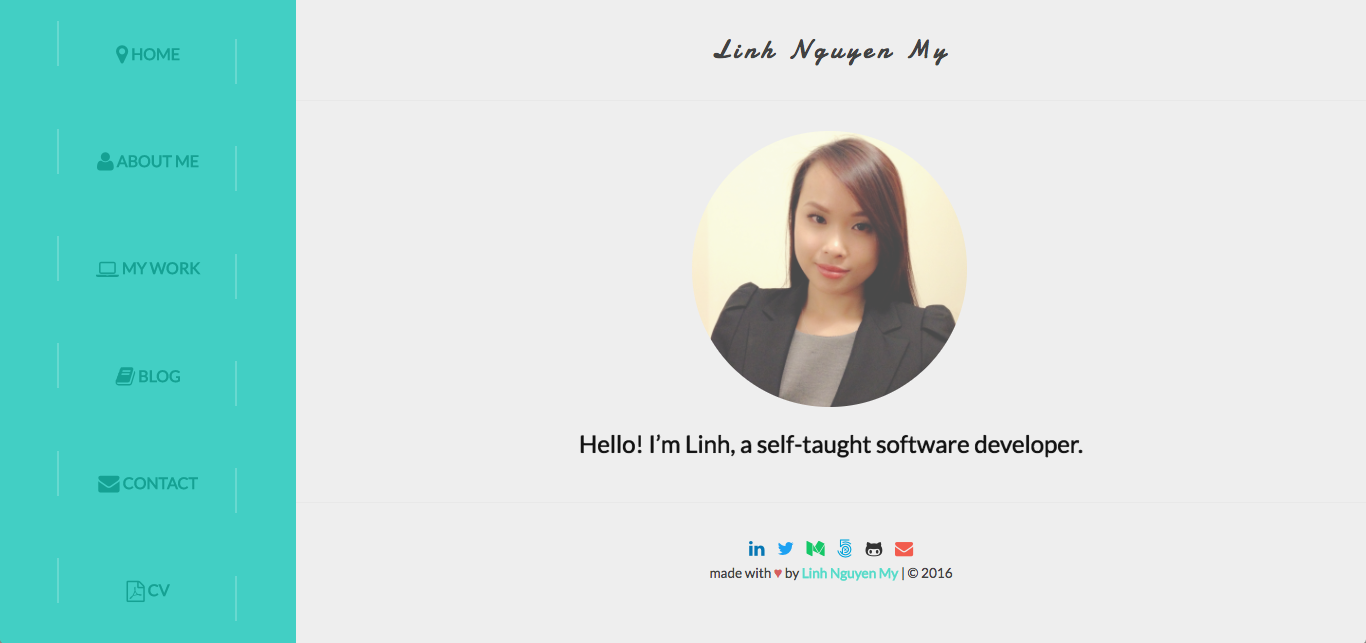 HOME
ABOUT ME
MY WORK
BLOG
CONTACT
CV
Linh Nguyen My
Hello! I’m Linh, a self-taught software developer.
made with ♥ by Linh Nguyen My | © 2016